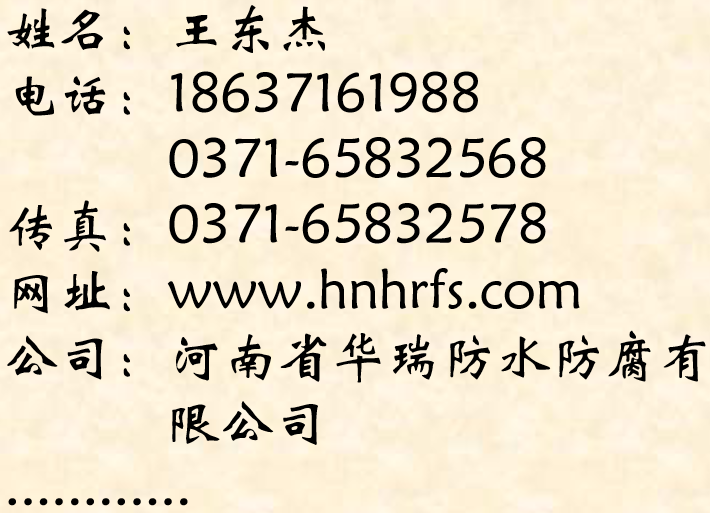 姓名：王东杰
电话：18637161988
0371-65832568
传真：0371-65832578
网址：www.hnhrfs.com
公司：河南省华瑞防水防腐有
限公司
............